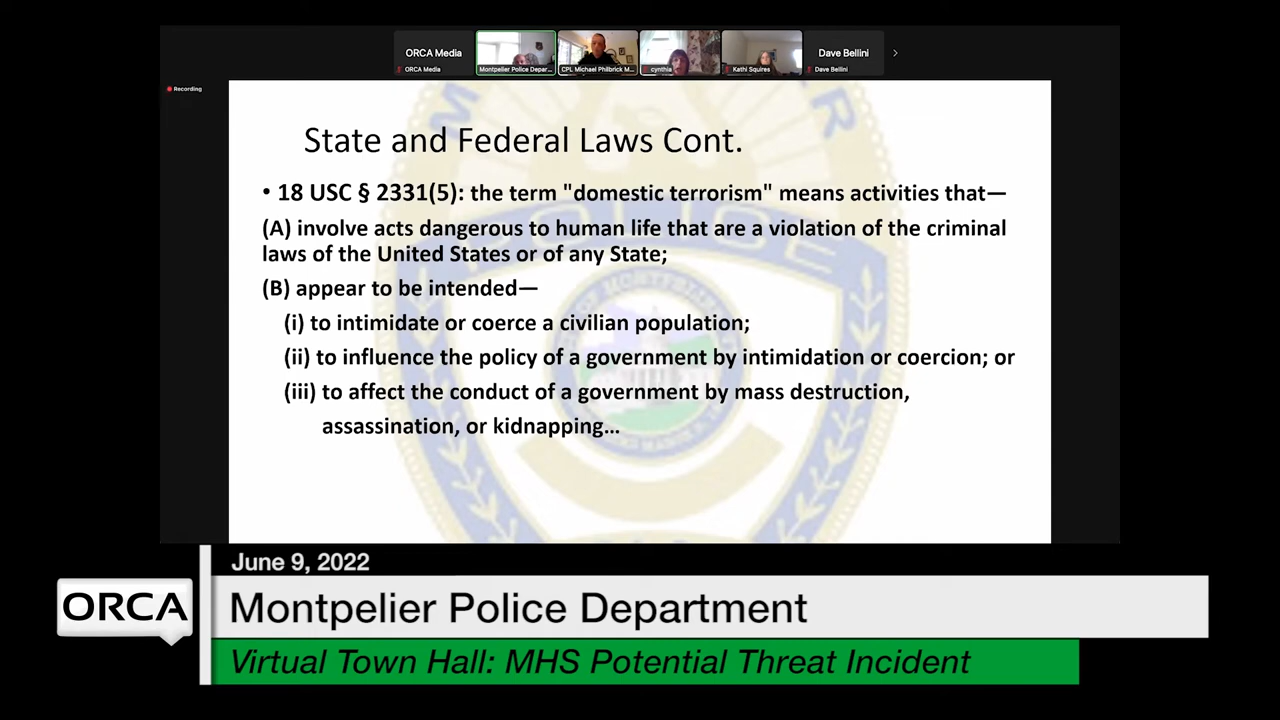 ORCA Media
ORCA Media
Montpelier Police Depar...
CPL Michael Philbrick M...
cynthia
Kathi Squires
Dave Bellini
Dave Bellini
Recording
State and Federal Laws Cont.
• 18 USC § 2331(5): the term "domestic terrorism" means activities that—
(A) involve acts dangerous to human life that are a violation of the criminal
laws of the United States or of any State;
(B) appear to be intended—
(i) to intimidate or coerce a civilian population;
(ii) to influence the policy of a government by intimidation or coercion; or
(iii) to affect the conduct of a government by mass destruction,
assassination, or kidnapping...
POLICE
June 9, 2022
ORCA
Montpelier Police Department
Virtual Town Hall: MHS Potential Threat Incident